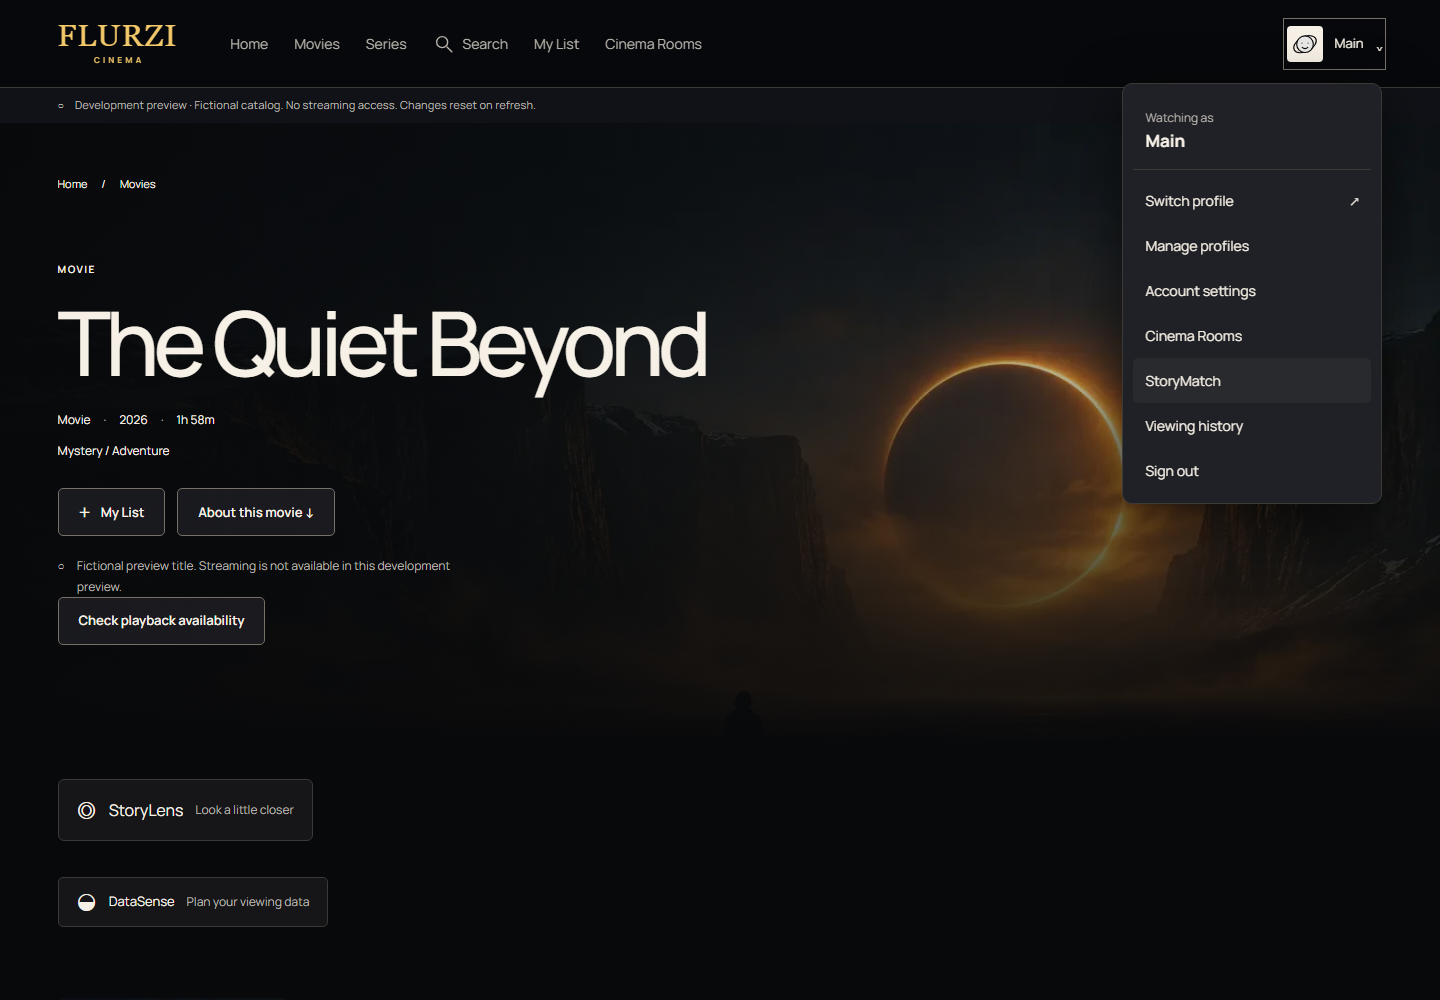 FLURZI
CINEMA
Home Movies Series Search My List Cinema Rooms
Main
Development preview · Fictional catalog. No streaming access. Changes reset on refresh.
Watching as
Main
Switch profile ↗
Manage profiles
Account settings
Cinema Rooms
StoryMatch
Viewing history
Sign out
Home / Movies
MOVIE
The Quiet Beyond
Movie · 2026 · 1h 58m
Mystery / Adventure
+ My List
About this movie ↓
Fictional preview title. Streaming is not available in this development
preview.
Check playback availability
StoryLens Look a little closer
DataSense Plan your viewing data